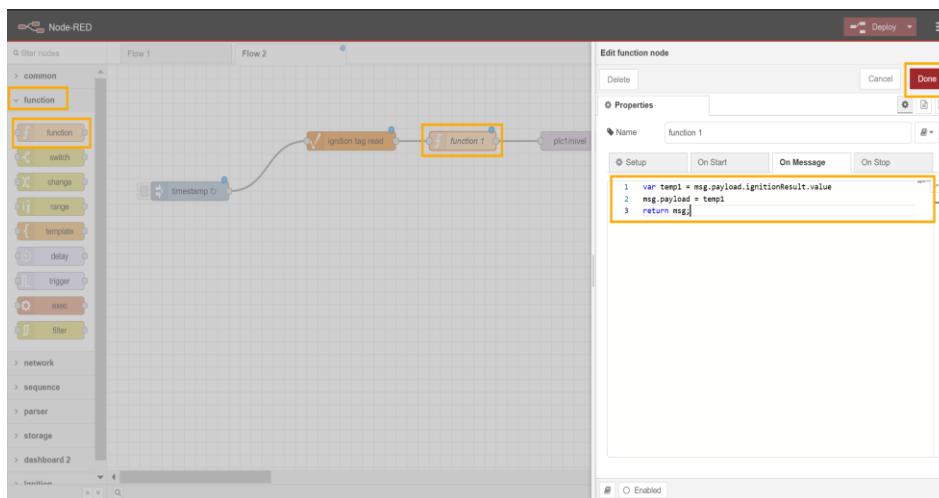 Node-RED
Deploy
filter nodes
common
function
function
switch
change
range
template
delay
trigger
exec
filter
network
sequence
parser
storage
dashboard 2
Ignition
Flow 1
Flow 2
timestamp ↻
ignition tag read
function 1
plc1/nivel
Edit function node
Delete
Cancel
Done
Properties
Name
function 1
Setup
On Start
On Message
On Stop
1 var temp1 = msg.payload.ignitionResult.value
2 msg.payload = temp1
3 return msg;
Enabled